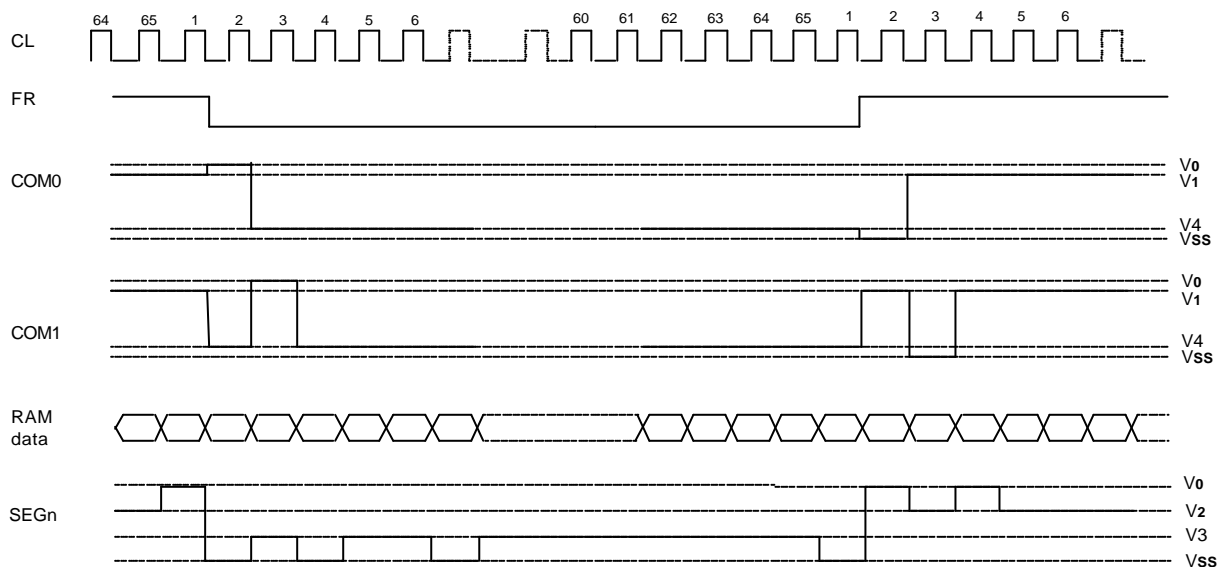 64 65 1 2 3 4 5 6 60 61 62 63 64 65 1 2 3 4 5 6
CL
FR
COM0
V0
V1
V4
VSS
COM1
V0
V1
V4
VSS
RAM
data
SEGn
V0
V2
V3
VSS